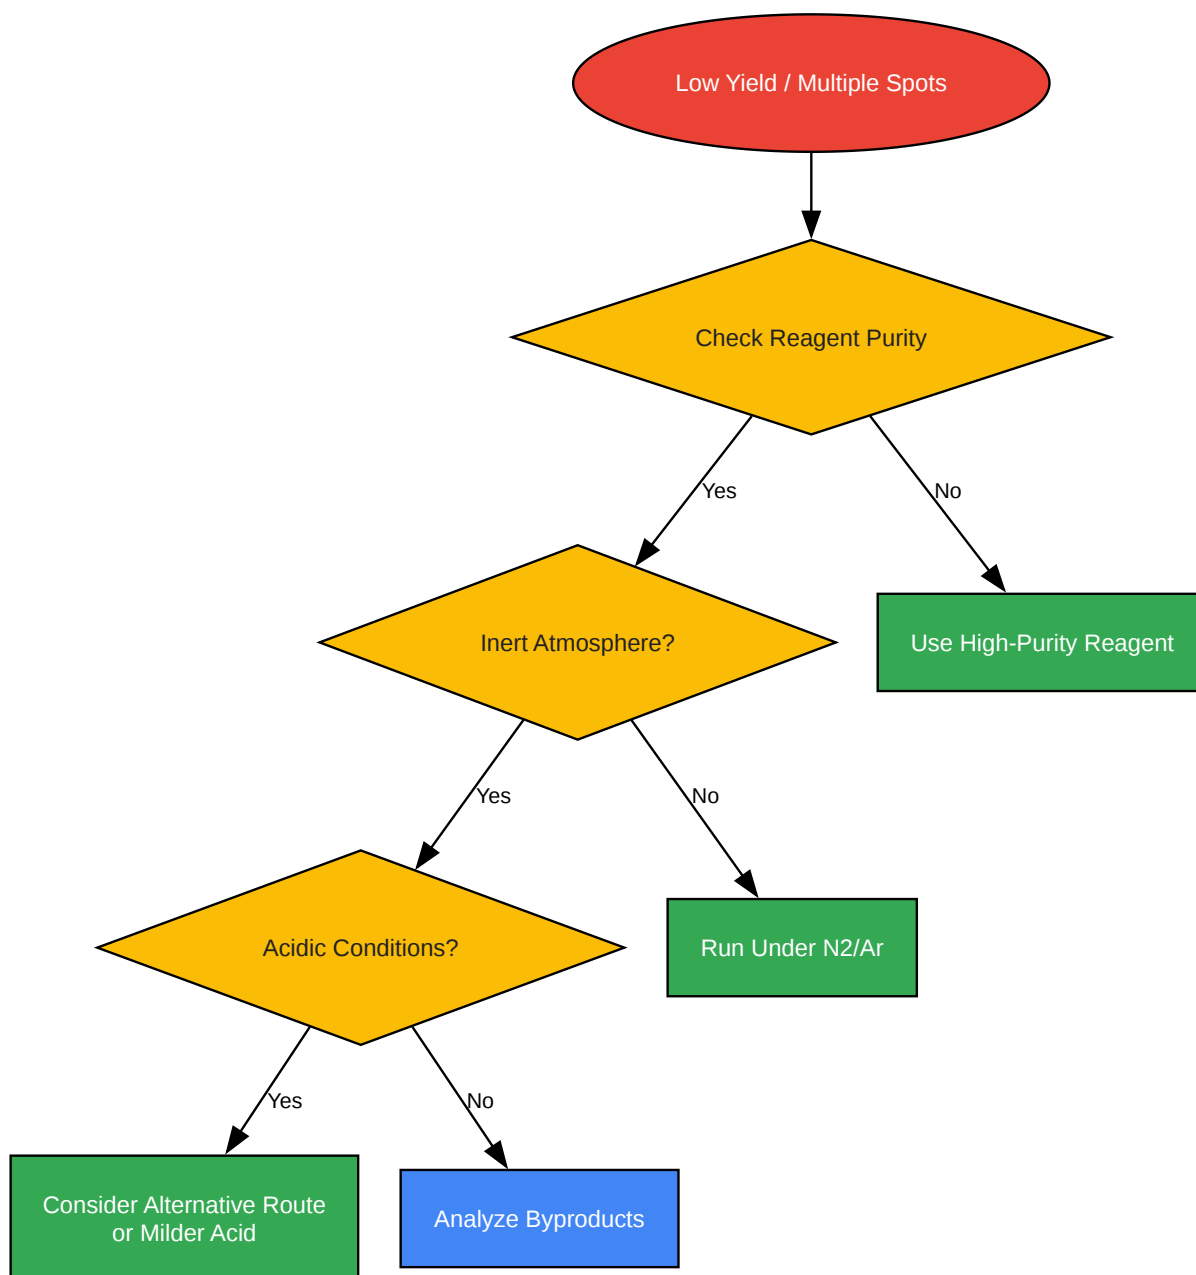 Low Yield / Multiple Spots
Check Reagent Purity
Yes
No
Inert Atmosphere?
Use High-Purity Reagent
Yes
No
Acidic Conditions?
Run Under N2/Ar
Yes
No
Consider Alternative Route
or Milder Acid
Analyze Byproducts